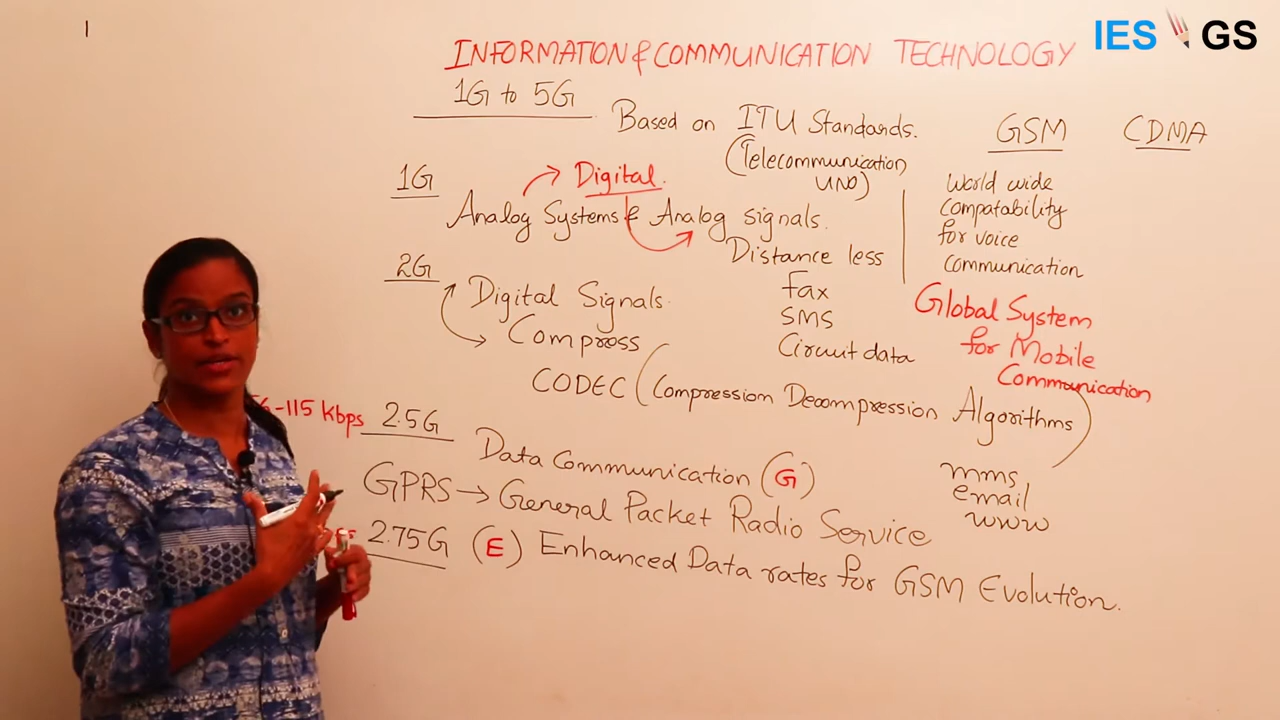 IES GS
INFORMATION & COMMUNICATION TECHNOLOGY
1G to 5G
Based on ITU Standards.
(Telecommunication
UNO)
GSM
CDMA
World wide
Compatability
for voice
Communication
Global System
for Mobile
Communication
1G
Digital.
Analog Systems & Analog signals.
Distance less
2G
Digital Signals.
Compress
Fax
SMS
Circuit data
CODEC (Compression Decompression Algorithms)
-115 Kbps
2.5G
Data Communication (G)
GPRS → General Packet Radio Service
mms
email
www
2.75G (E) Enhanced Data rates for GSM Evolution.